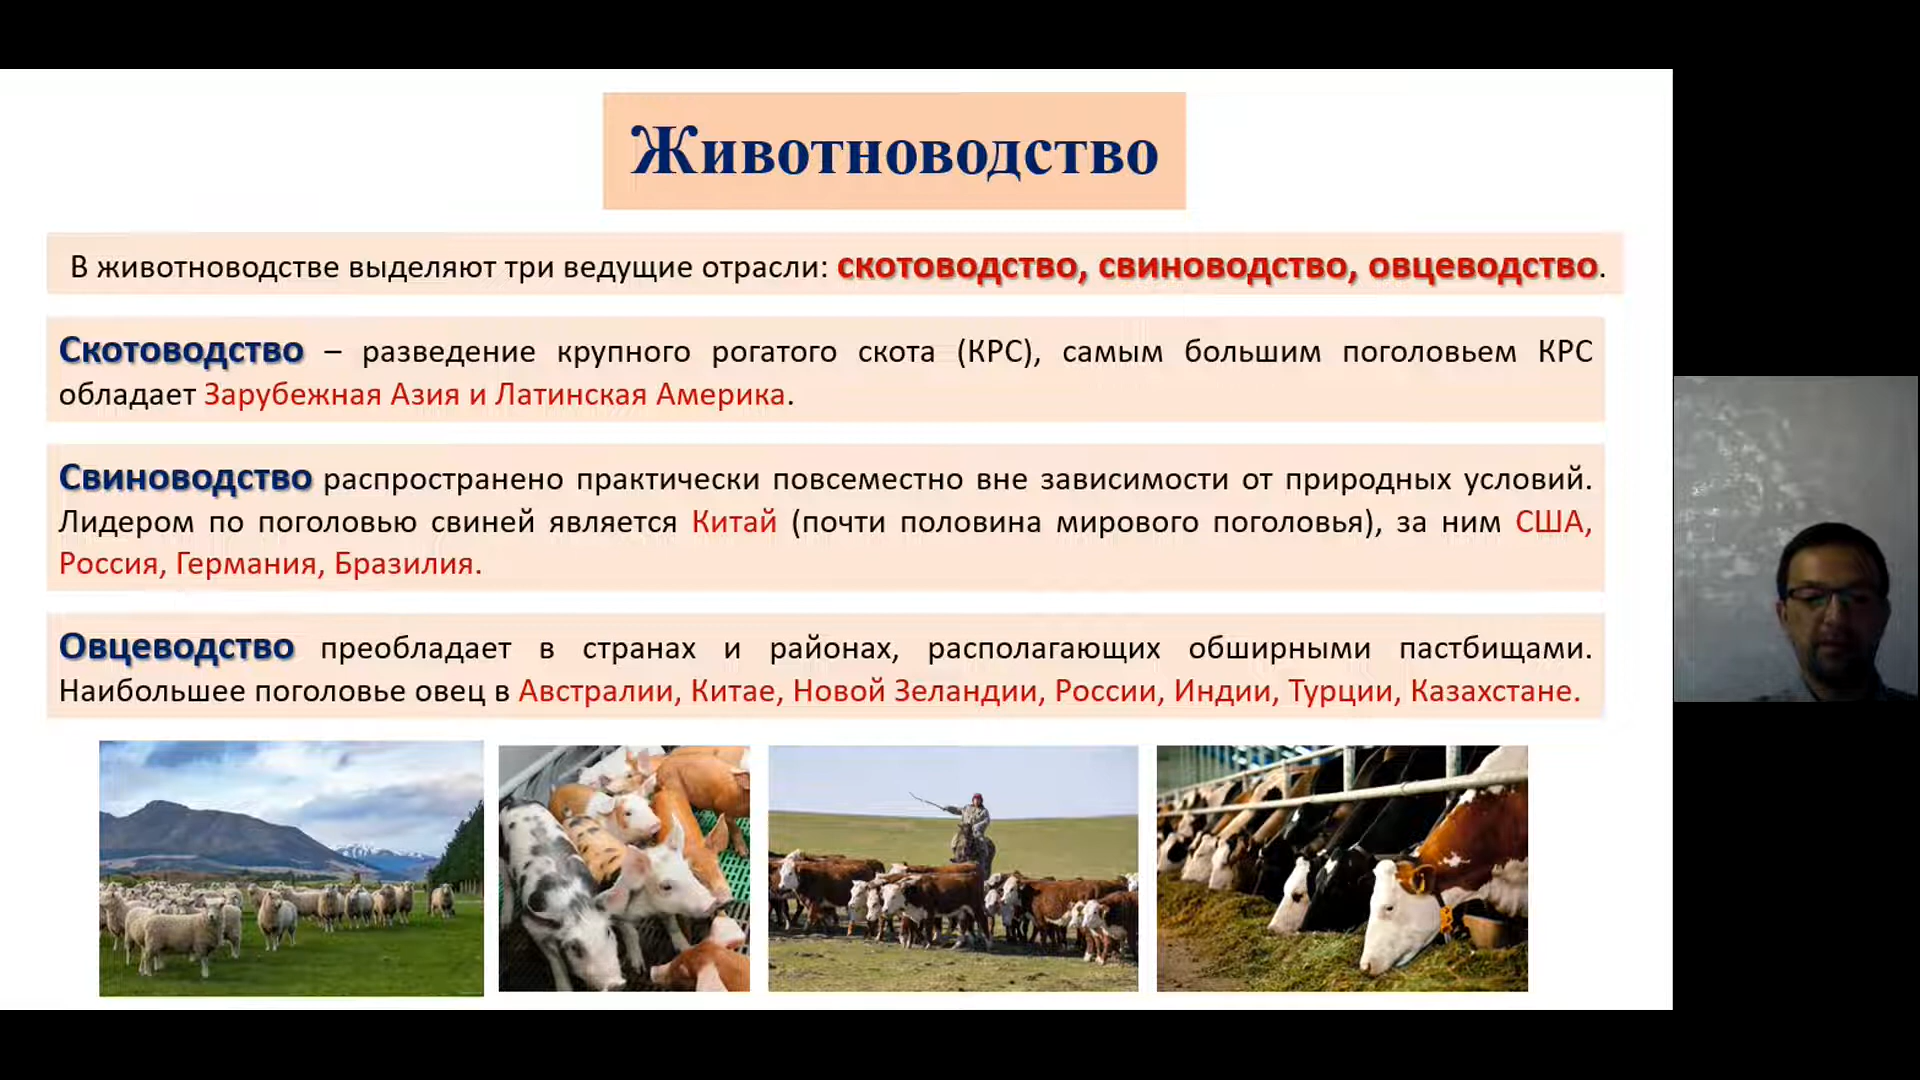 Животноводство
В животноводстве выделяют три ведущие отрасли: скотоводство, свиноводство, овцеводство.
Скотоводство – разведение крупного рогатого скота (КРС), самым большим поголовьем КРС
обладает Зарубежная Азия и Латинская Америка.
Свиноводство распространено практически повсеместно вне зависимости от природных условий.
Лидером по поголовью свиней является Китай (почти половина мирового поголовья), за ним США,
Россия, Германия, Бразилия.
Овцеводство преобладает в странах и районах, располагающих обширными пастбищами.
Наибольшее поголовье овец в Австралии, Китае, Новой Зеландии, России, Индии, Турции, Казахстане.